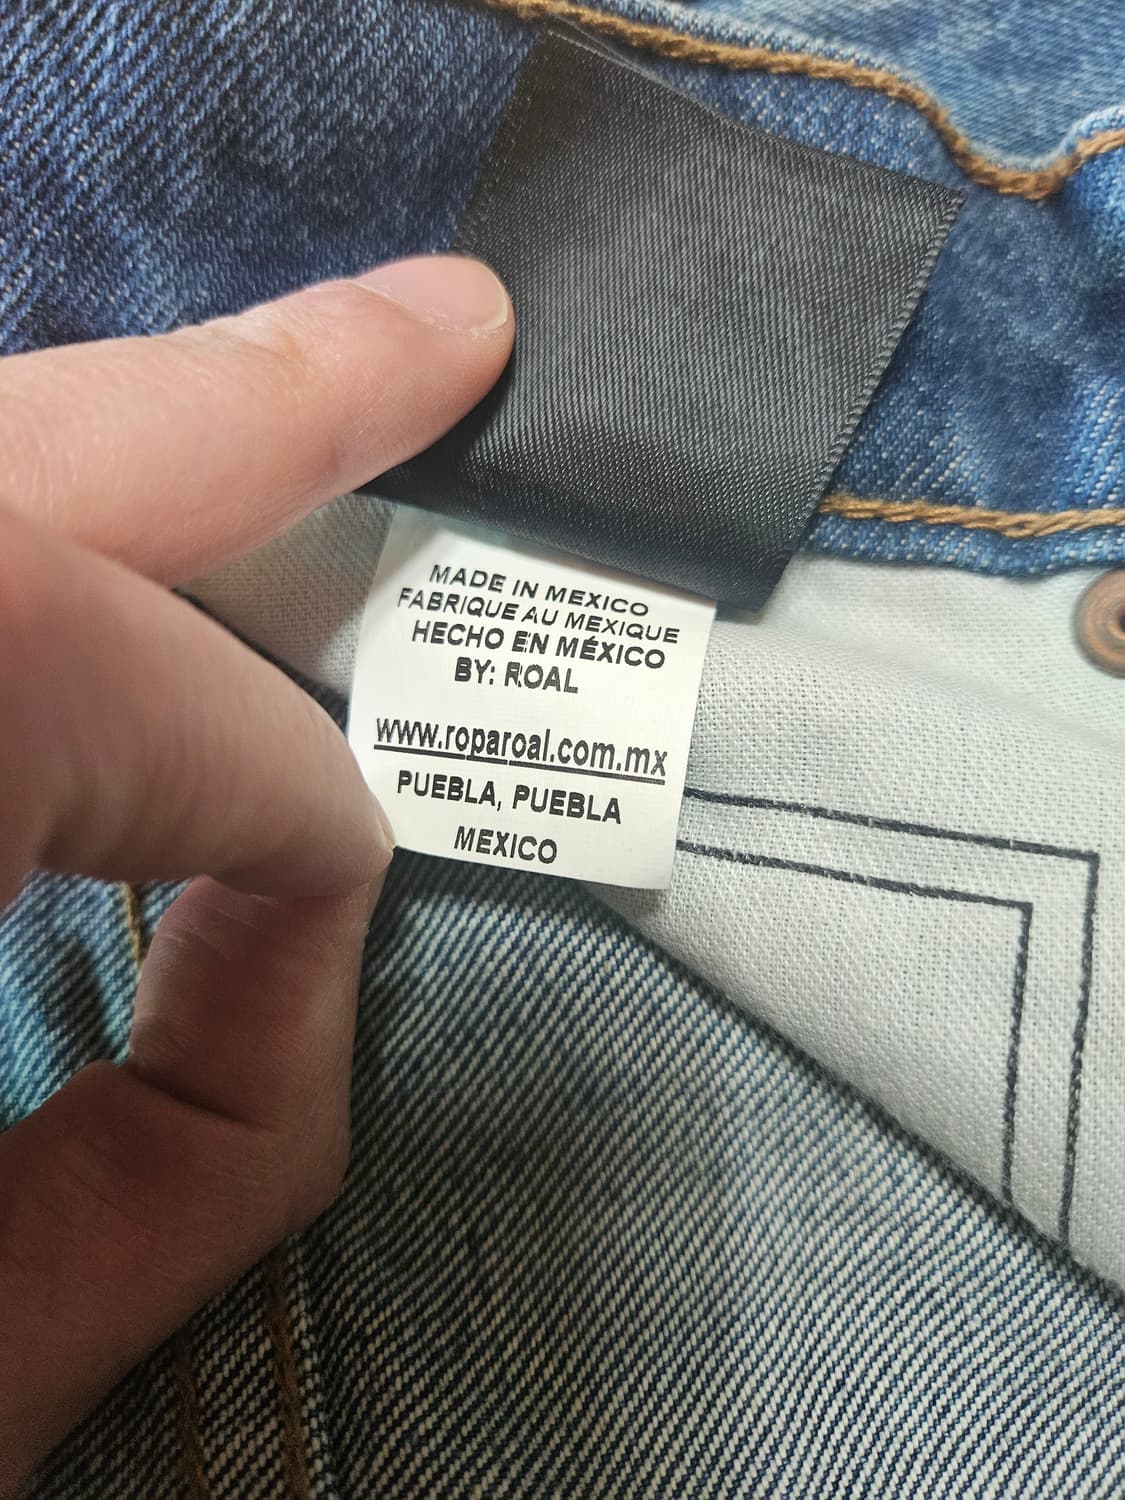 MADE IN MEXICO
FABRIQUE AU MEXIQUE
HECHO EN MÉXICO
BY: ROAL
www.roparoal.com.mx
PUEBLA, PUEBLA
MEXICO